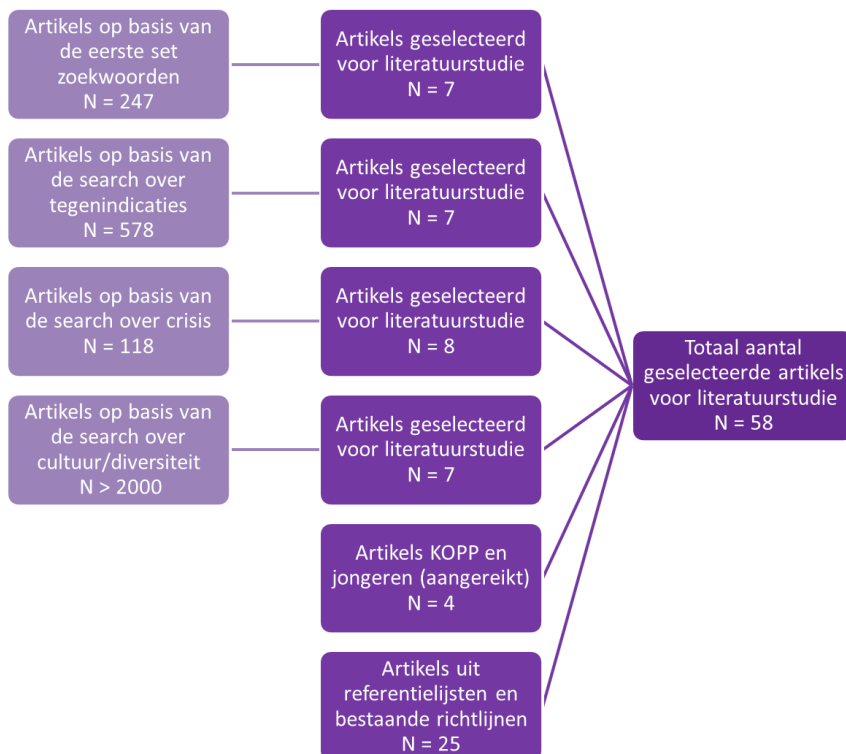 Artikels op basis van
de eerste set
zoekwoorden
N = 247
Artikels geselecteerd
voor literatuurstudie
N = 7
Artikels op basis van
de search over
tegenindicaties
N = 578
Artikels geselecteerd
voor literatuurstudie
N = 7
Artikels op basis van
de search over crisis
N = 118
Artikels geselecteerd
voor literatuurstudie
N = 8
Artikels op basis van
de search over
cultuur/diversiteit
N > 2000
Artikels geselecteerd
voor literatuurstudie
N = 7
Artikels KOPP en
jongeren (aangereikt)
N = 4
Artikels uit
referentielijsten en
bestaande richtlijnen
N = 25
Totaal aantal
geselecteerde artikels
voor literatuurstudie
N = 58